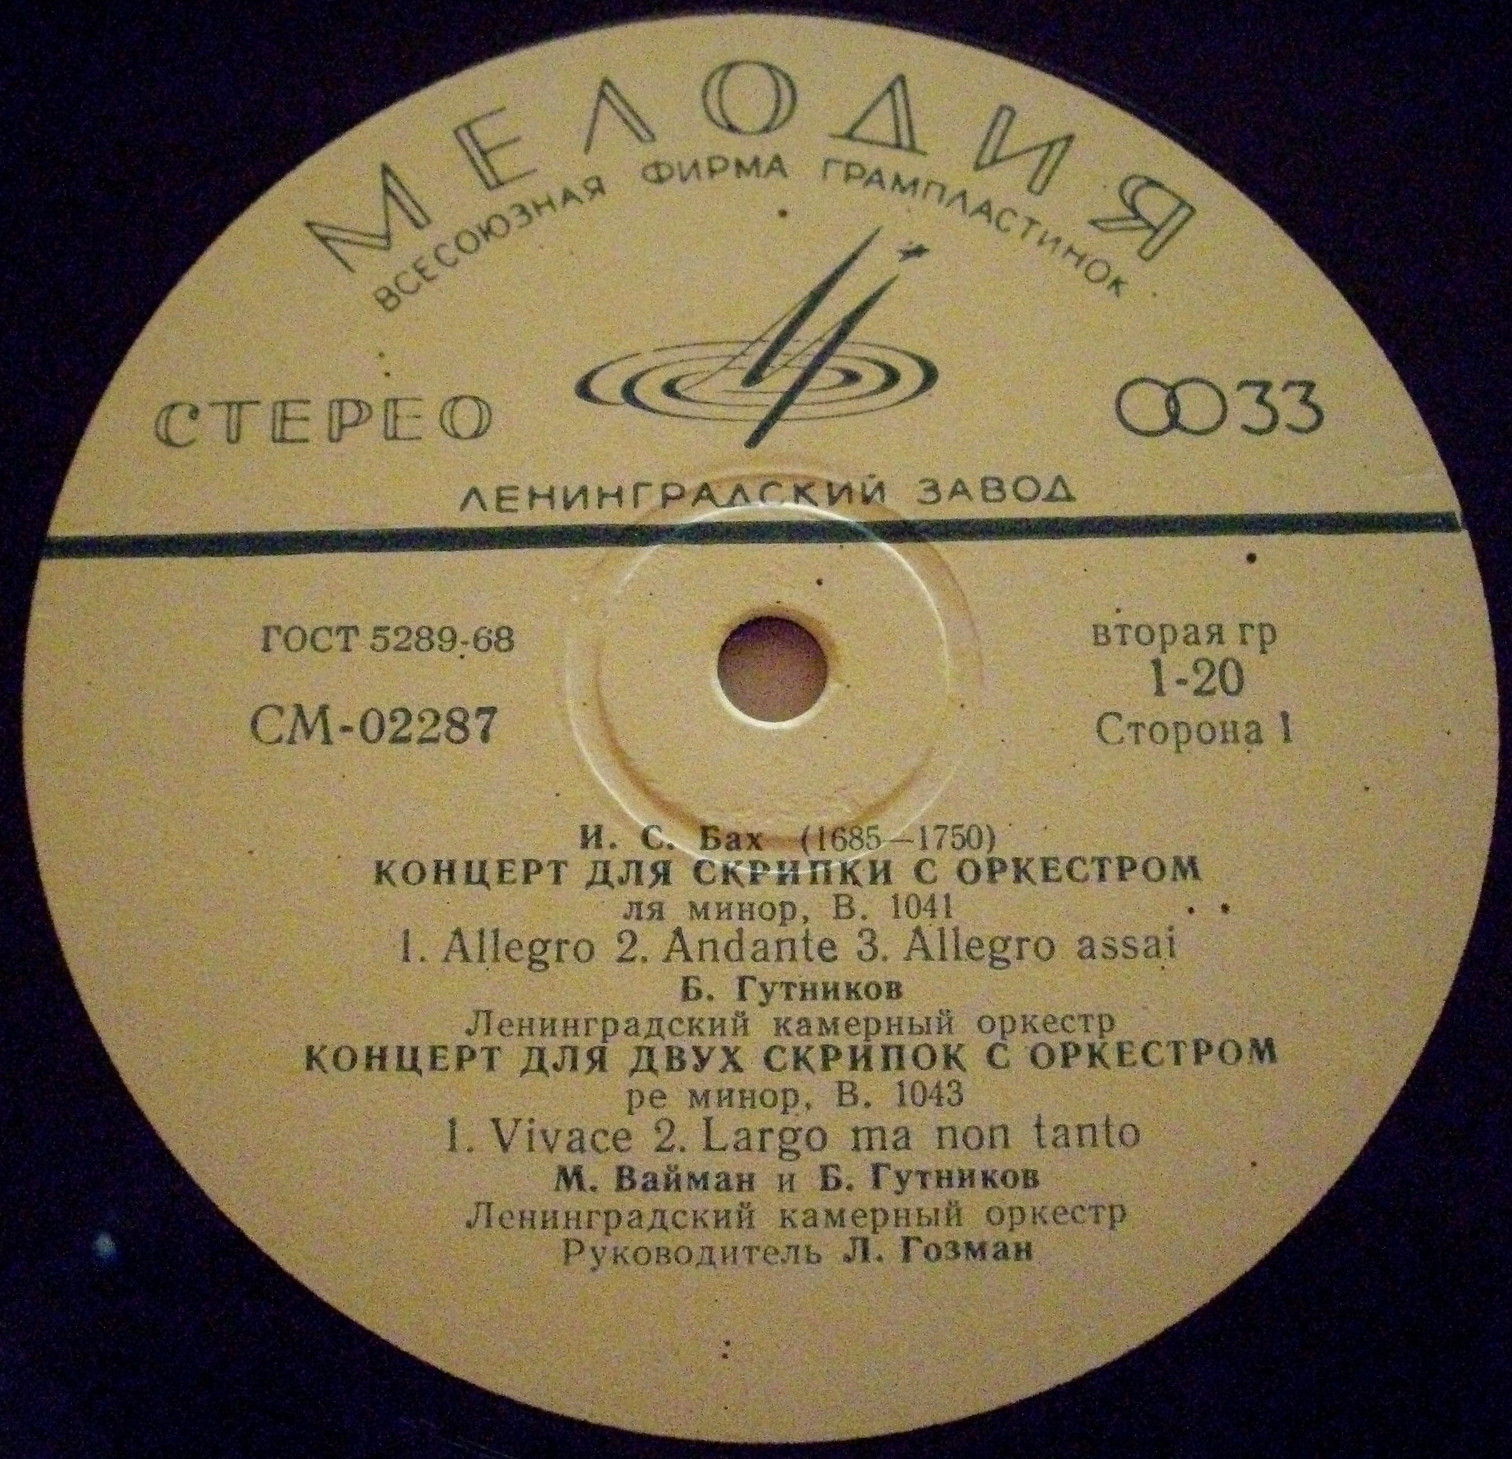 МЕЛОДИЯ
ВСЕСОЮЗНАЯ ФИРМА ГРАМПЛАСТИНОК
СТЕРЕО
33
ЛЕНИНГРАДСКИЙ ЗАВОД
ГОСТ 5289-68
вторая гр
1-20
СМ-02287
Сторона 1
И. С. Бах (1685—1750)
КОНЦЕРТ ДЛЯ СКРИПКИ С ОРКЕСТРОМ
ля минор, В. 1041
1. Allegro 2. Andante 3. Allegro assai
Б. Гутников
Ленинградский камерный оркестр
КОНЦЕРТ ДЛЯ ДВУХ СКРИПОК С ОРКЕСТРОМ
ре минор, В. 1043
1. Vivace 2. Largo ma non tanto
М. Вайман и Б. Гутников
Ленинградский камерный оркестр
Руководитель Л. Гозман